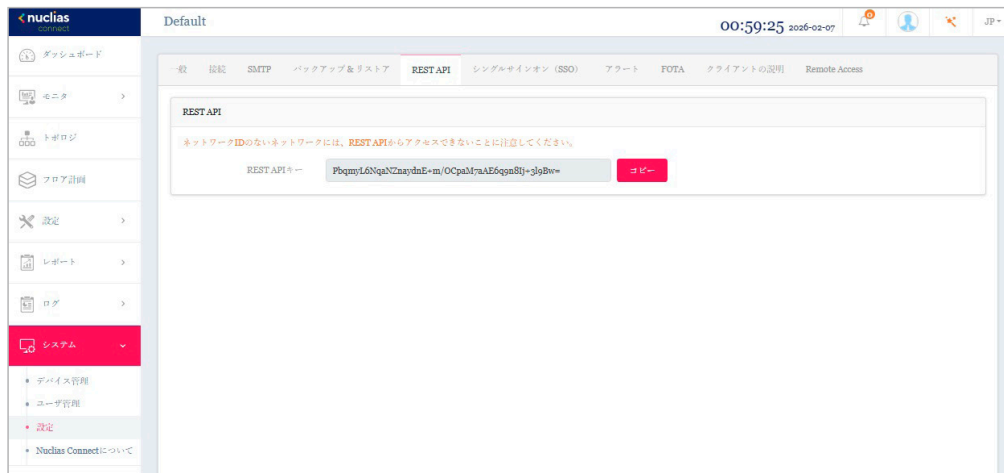 nuclias
connect
Default
00:59:25 2026-02-07
0
JP
ダッシュボード
モニタ
トポロジ
フロア計画
設定
レポート
ログ
システム
デバイス管理
ユーザ管理
設定
Nuclias Connectについて
一般 接続 SMTP バックアップ&リストア REST API シングルサインオン (SSO) アラート FOTA クライアントの説明 Remote Access
REST API
ネットワークIDのないネットワークには、REST APIからアクセスできないことに注意してください。
REST APIキー PbqmyL6NqaNZnaydnE+m/OCpaM7aAE6q9n8Ij+3l9Bw= コピー